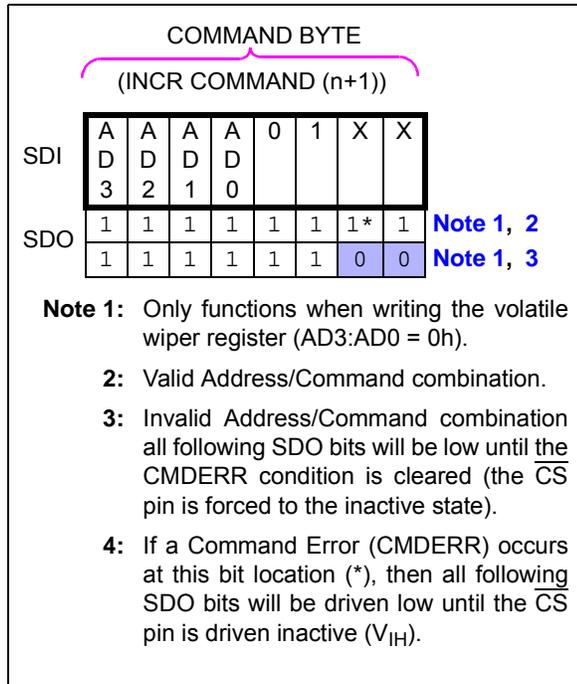 COMMAND BYTE
(INCR COMMAND (n+1))
SDI
A A A A 0 1 X X
D D D D
3 2 1 0
SDO
1 1 1 1 1 1 1* 1 Note 1, 2
1 1 1 1 1 1 0 0 Note 1, 3
Note 1: Only functions when writing the volatile
wiper register (AD3:AD0 = 0h).
2: Valid Address/Command combination.
3: Invalid Address/Command combination
all following SDO bits will be low until the
CMDERR condition is cleared (the C̅S̅
pin is forced to the inactive state).
4: If a Command Error (CMDERR) occurs
at this bit location (*), then all following
SDO bits will be driven low until the C̅S̅
pin is driven inactive (VIH).